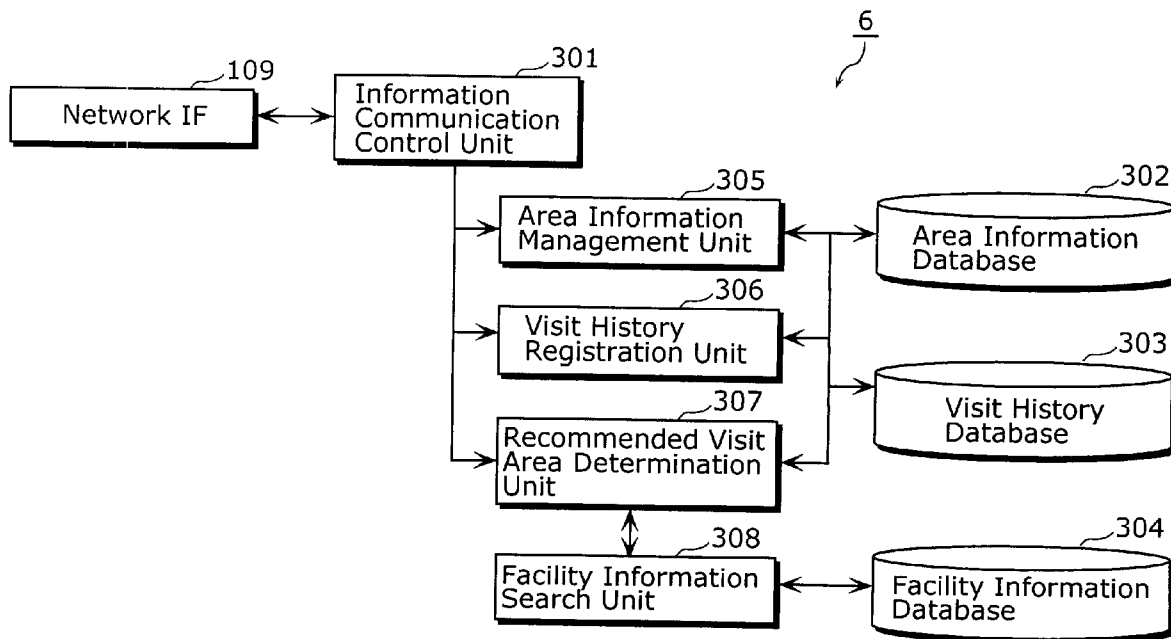 6
109
301
Network IF
Information
Communication
Control Unit
305
302
Area Information
Management Unit
Area Information
Database
306
Visit History
Registration Unit
303
307
Visit History
Database
Recommended Visit
Area Determination
Unit
308
304
Facility Information
Search Unit
Facility Information
Database